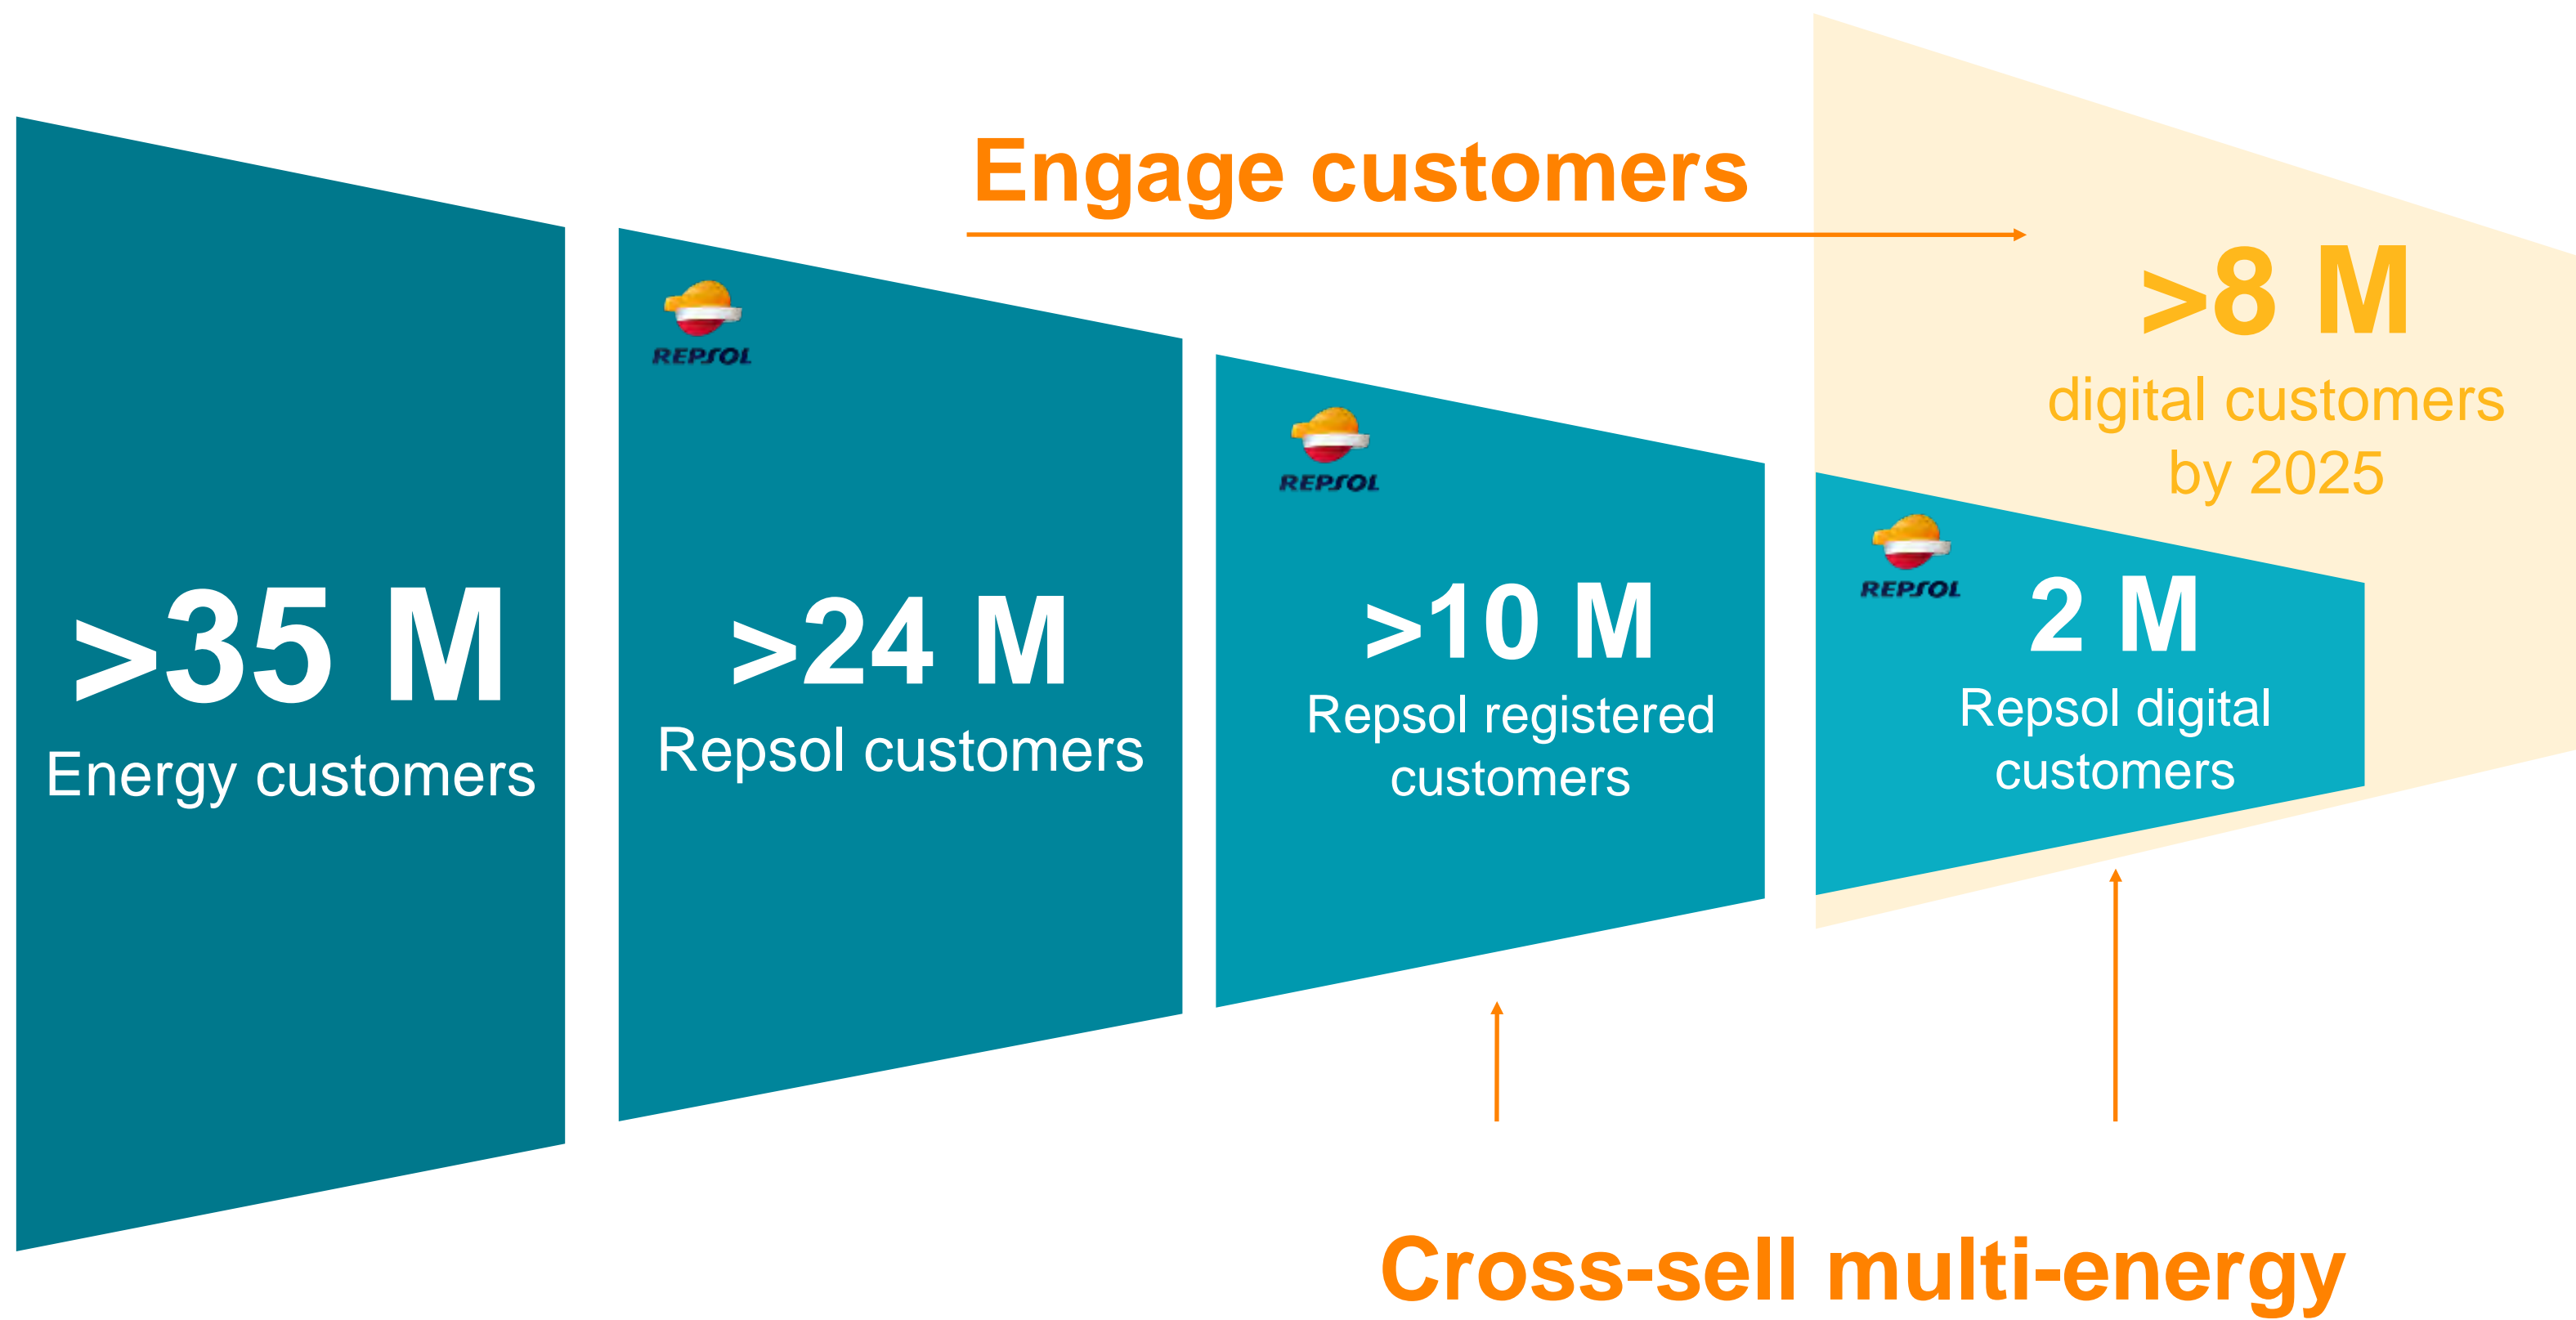 Engage customers
>35 M
Energy customers
REPSOL
>24 M
Repsol customers
REPSOL
>10 M
Repsol registered
customers
REPSOL
2 M
Repsol digital
customers
>8 M
digital customers
by 2025
Cross-sell multi-energy